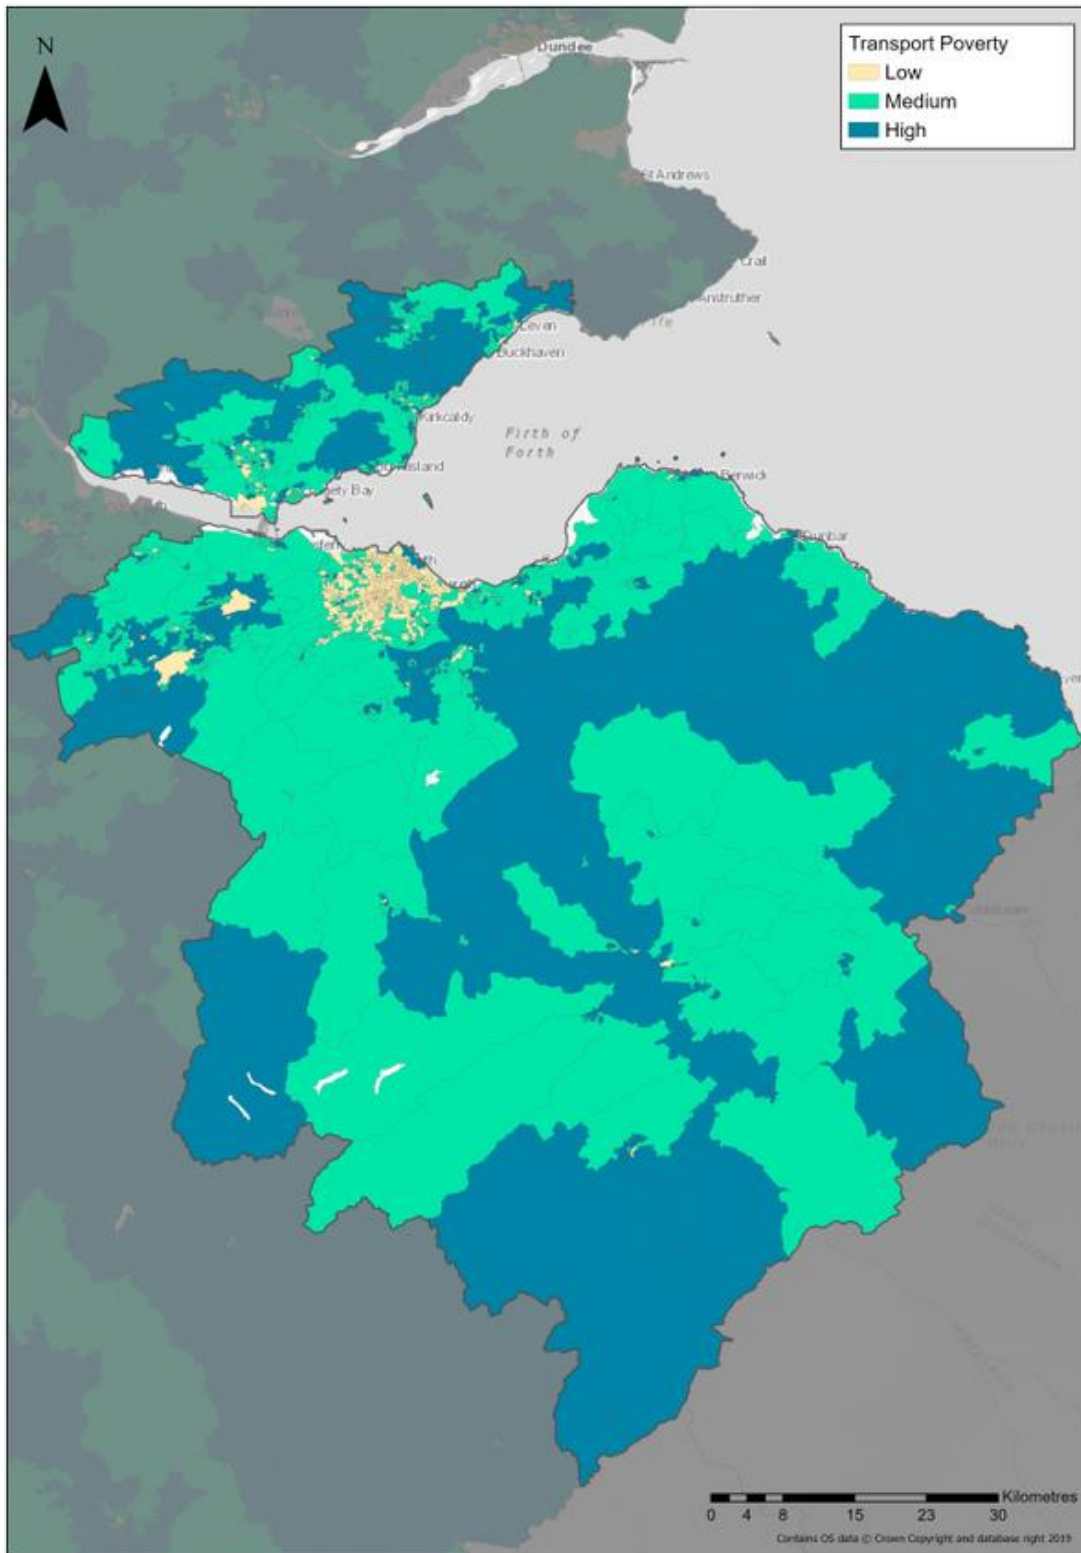 N
Transport Poverty
Low
Medium
High
Dundee
St Andrews
Crail
Anstruther
Fife
Leven
Buckhaven
Kirkcaldy
Firth of
Forth
Berwick
Dunbar
Kilometres
0 4 8 15 23 30
Contains OS data © Crown Copyright and database right 2019